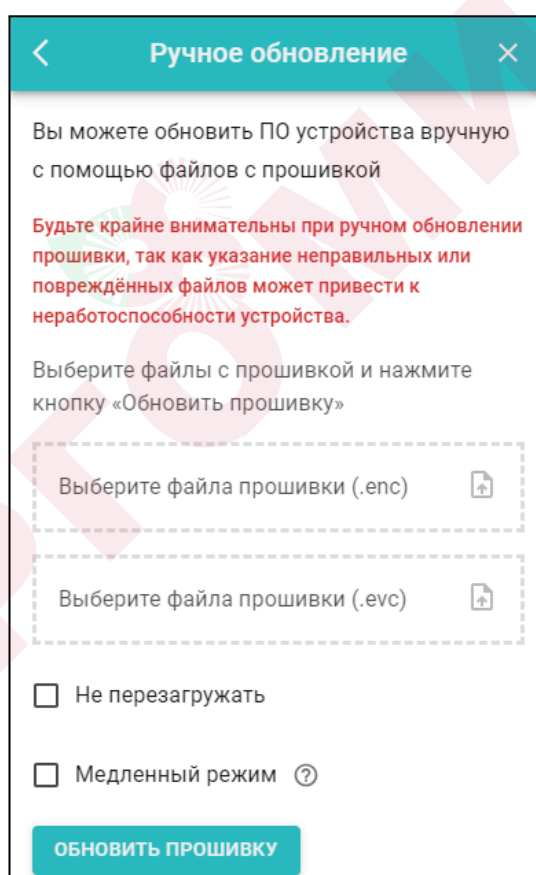 Ручное обновление
Вы можете обновить ПО устройства вручную
с помощью файлов с прошивкой
Будьте крайне внимательны при ручном обновлении
прошивки, так как указание неправильных или
повреждённых файлов может привести к
неработоспособности устройства.
Выберите файлы с прошивкой и нажмите
кнопку «Обновить прошивку»
Выберите файла прошивки (.enc)
Выберите файла прошивки (.evc)
Не перезагружать
Медленный режим ?
ОБНОВИТЬ ПРОШИВКУ